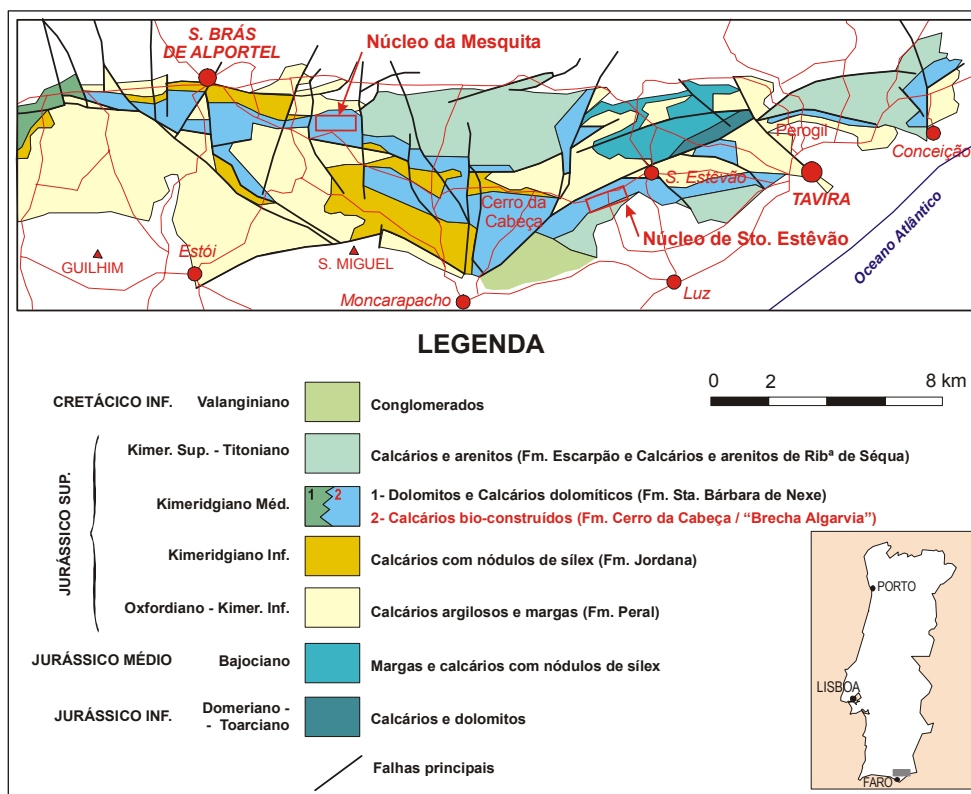 S. BRÁS
DE ALPORTEL
Núcleo da Mesquita
Perogil
Conceição
S. Estêvão
TAVIRA
Cerro da
Cabeça
Núcleo de Sto. Estêvão
Oceano Atlântico
Estói
GUILHIM
S. MIGUEL
Moncarapacho
Luz
LEGENDA
0 2 8 km
CRETÁCICO INF. Valanginiano Conglomerados
JURÁSSICO SUP.
Kimer. Sup. - Titoniano Calcários e arenitos (Fm. Escarpão e Calcários e arenitos de Ribª de Séqua)
Kimeridgiano Méd. 1 2 1- Dolomitos e Calcários dolomíticos (Fm. Sta. Bárbara de Nexe)
2- Calcários bio-construídos (Fm. Cerro da Cabeça / “Brecha Algarvia”)
Kimeridgiano Inf. Calcários com nódulos de sílex (Fm. Jordana)
Oxfordiano - Kimer. Inf. Calcários argilosos e margas (Fm. Peral)
JURÁSSICO MÉDIO Bajociano Margas e calcários com nódulos de sílex
JURÁSSICO INF. Domeriano -
- Toarciano Calcários e dolomitos
Falhas principais
PORTO
LISBOA
FARO